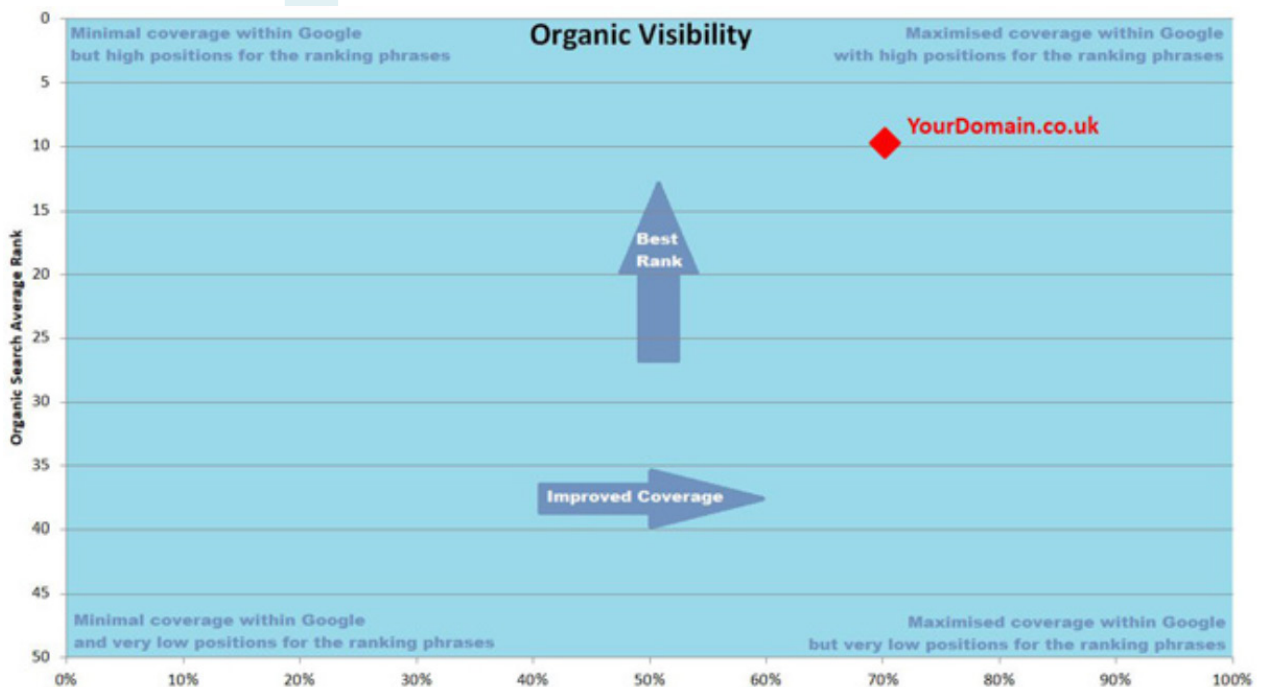 Organic Visibility
Minimal coverage within Google
but high positions for the ranking phrases
Maximised coverage within Google
with high positions for the ranking phrases
YourDomain.co.uk
Best
Rank
Improved Coverage
Minimal coverage within Google
and very low positions for the ranking phrases
Maximised coverage within Google
but very low positions for the ranking phrases
Organic Search Average Rank
0
5
10
15
20
25
30
35
40
45
50
0%
10%
20%
30%
40%
50%
60%
70%
80%
90%
100%